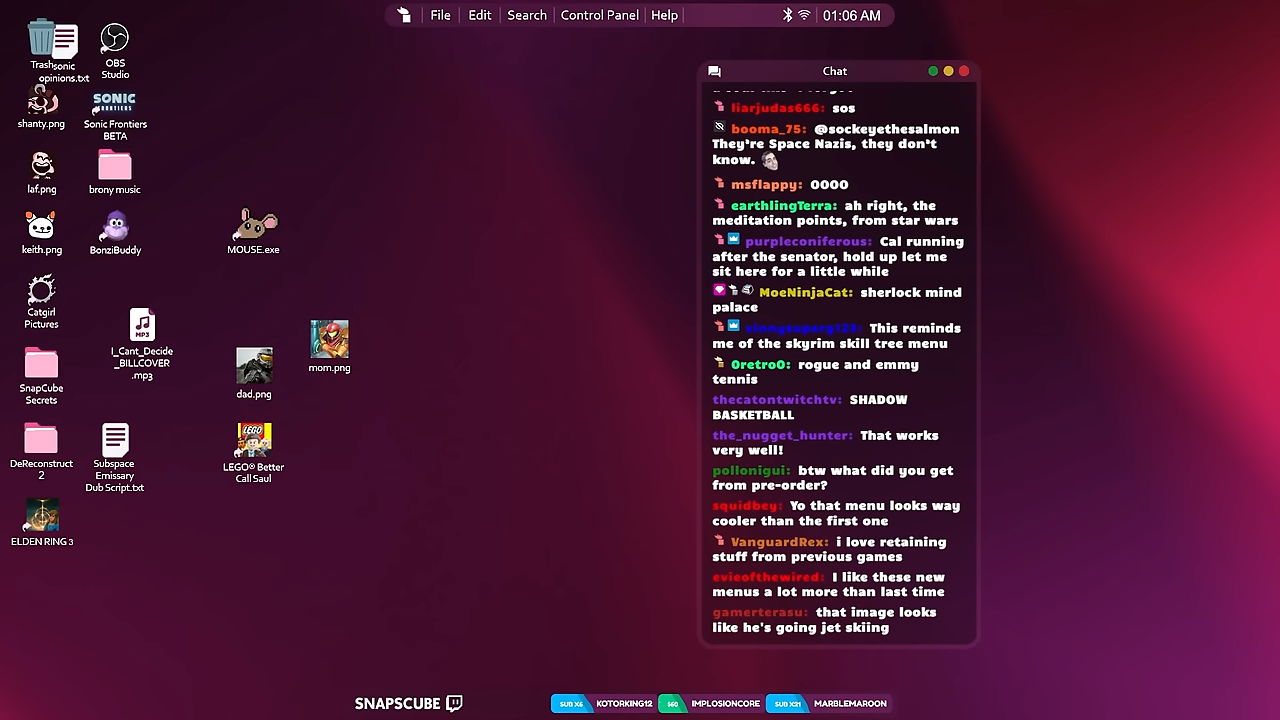 File Edit Search Control Panel Help 01:06 AM
Trash
sonic
opinions.txt
OBS
Studio
shanty.png
SONIC
FRONTIERS
Sonic Frontiers
BETA
laf.png
brony music
keith.png
BonziBuddy
MOUSE.exe
Catgirl
Pictures
MP3
I_Cant_Decide
_BILLCOVER
.mp3
mom.png
SnapCube
Secrets
dad.png
DeReconstruct
2
Subspace
Emissary
Dub Script.txt
LEGO
LEGO® Better
Call Saul
ELDEN RING 3
Chat
liarjudas666: sos
booma_75: @sockeyethesalmon
They're Space Nazis, they don't
know.
msflappy: OOOO
earthlingTerra: ah right, the
meditation points, from star wars
purpleconiferous: Cal running
after the senator, hold up let me
sit here for a little while
MoeNinjaCat: sherlock mind
palace
vinnysuperg123: This reminds
me of the skyrim skill tree menu
0retro0: rogue and emmy
tennis
thecatontwitchtv: SHADOW
BASKETBALL
the_nugget_hunter: That works
very well!
pollonigui: btw what did you get
from pre-order?
squidbey: Yo that menu looks way
cooler than the first one
VanguardRex: i love retaining
stuff from previous games
evieofthewired: I like these new
menus a lot more than last time
gamerterasu: that image looks
like he's going jet skiing
SNAPSCUBE
SUB X6 KOTORKING12 $60 IMPLOSIONCORE SUB X21 MARBLEMAROON